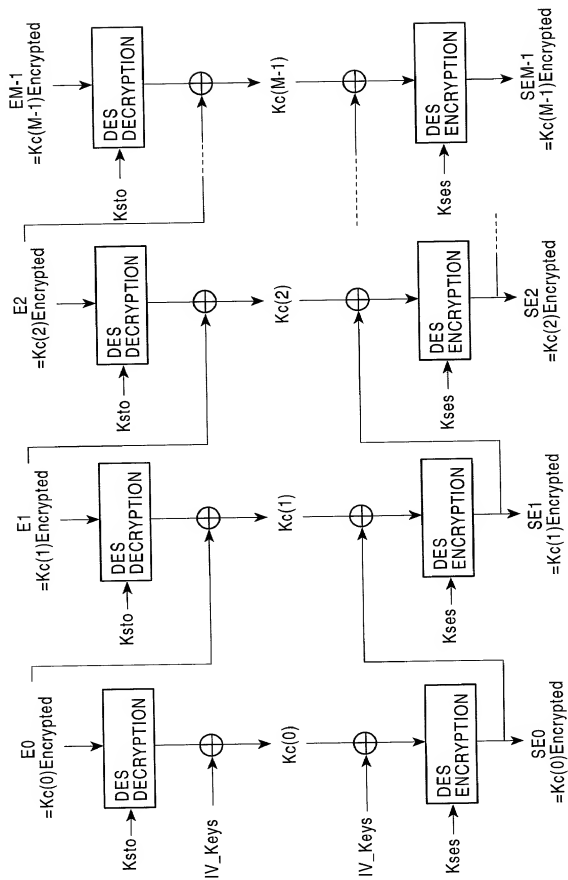 E0
=Kc(0)Encrypted
Ksto
DES
DECRYPTION
IV_Keys
Kc(0)
IV_Keys
Kses
DES
ENCRYPTION
SE0
=Kc(0)Encrypted
E1
=Kc(1)Encrypted
Ksto
DES
DECRYPTION
Kc(1)
Kses
DES
ENCRYPTION
SE1
=Kc(1)Encrypted
E2
=Kc(2)Encrypted
Ksto
DES
DECRYPTION
Kc(2)
Kses
DES
ENCRYPTION
SE2
=Kc(2)Encrypted
EM-1
=Kc(M-1)Encrypted
Ksto
DES
DECRYPTION
Kc(M-1)
Kses
DES
ENCRYPTION
SEM-1
=Kc(M-1)Encrypted